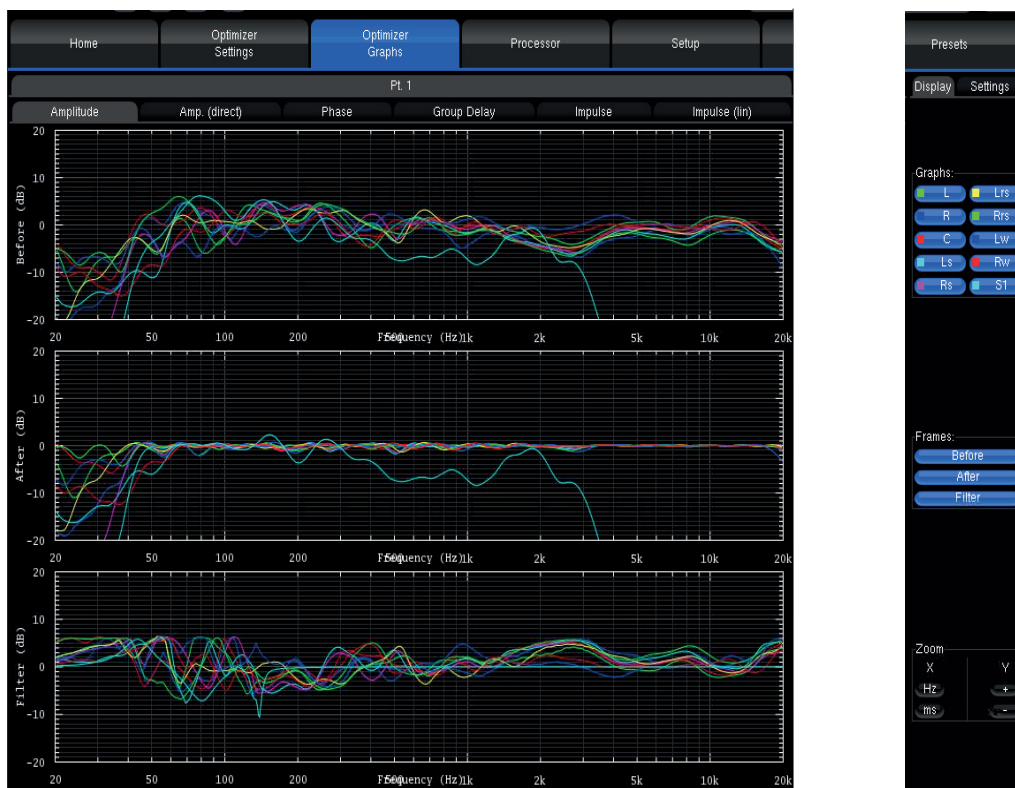 Home
Optimizer
Settings
Optimizer
Graphs
Processor
Setup
Pt. 1
Amplitude
Amp. (direct)
Phase
Group Delay
Impulse
Impulse (lin)
20
10
0
-10
-20
Before (dB)
20 50 100 200 500 1k 2k 5k 10k 20k
Frequency (Hz)
20
10
0
-10
-20
After (dB)
20 50 100 200 500 1k 2k 5k 10k 20k
Frequency (Hz)
20
10
0
-10
-20
Filter (dB)
20 50 100 200 500 1k 2k 5k 10k 20k
Frequency (Hz)
Presets
Display Settings
Graphs:
L Lrs
R Rrs
C Lw
Ls Rw
Rs S1
Frames:
Before
After
Filter
Zoom
X Y
Hz +
ms -